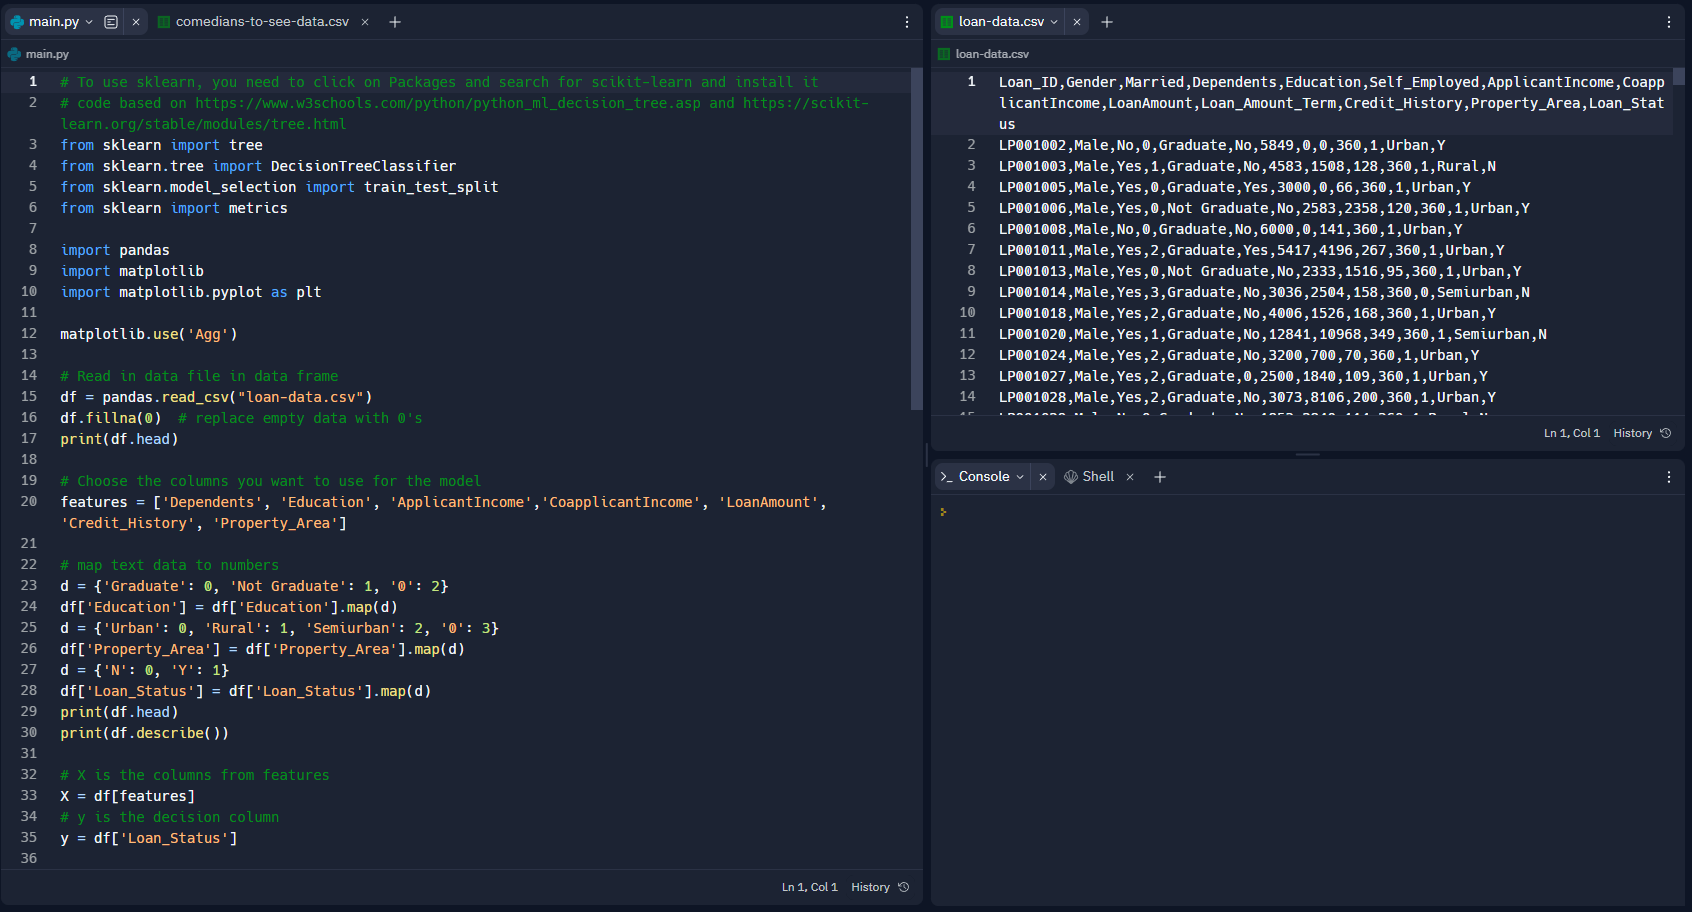 main.py
comedians-to-see-data.csv
main.py
1 # To use sklearn, you need to click on Packages and search for scikit-learn and install it
2 # code based on https://www.w3schools.com/python/python_ml_decision_tree.asp and https://scikit-
learn.org/stable/modules/tree.html
3 from sklearn import tree
4 from sklearn.tree import DecisionTreeClassifier
5 from sklearn.model_selection import train_test_split
6 from sklearn import metrics
7
8 import pandas
9 import matplotlib
10 import matplotlib.pyplot as plt
11
12 matplotlib.use('Agg')
13
14 # Read in data file in data frame
15 df = pandas.read_csv("loan-data.csv")
16 df.fillna(0)  # replace empty data with 0's
17 print(df.head)
18
19 # Choose the columns you want to use for the model
20 features = ['Dependents', 'Education', 'ApplicantIncome','CoapplicantIncome', 'LoanAmount',
'Credit_History', 'Property_Area']
21
22 # map text data to numbers
23 d = {'Graduate': 0, 'Not Graduate': 1, '0': 2}
24 df['Education'] = df['Education'].map(d)
25 d = {'Urban': 0, 'Rural': 1, 'Semiurban': 2, '0': 3}
26 df['Property_Area'] = df['Property_Area'].map(d)
27 d = {'N': 0, 'Y': 1}
28 df['Loan_Status'] = df['Loan_Status'].map(d)
29 print(df.head)
30 print(df.describe())
31
32 # X is the columns from features
33 X = df[features]
34 # y is the decision column
35 y = df['Loan_Status']
36
Ln 1, Col 1 History
loan-data.csv
loan-data.csv
1 Loan_ID,Gender,Married,Dependents,Education,Self_Employed,ApplicantIncome,Coapp
licantIncome,LoanAmount,Loan_Amount_Term,Credit_History,Property_Area,Loan_Stat
us
2 LP001002,Male,No,0,Graduate,No,5849,0,0,360,1,Urban,Y
3 LP001003,Male,Yes,1,Graduate,No,4583,1508,128,360,1,Rural,N
4 LP001005,Male,Yes,0,Graduate,Yes,3000,0,66,360,1,Urban,Y
5 LP001006,Male,Yes,0,Not Graduate,No,2583,2358,120,360,1,Urban,Y
6 LP001008,Male,No,0,Graduate,No,6000,0,141,360,1,Urban,Y
7 LP001011,Male,Yes,2,Graduate,Yes,5417,4196,267,360,1,Urban,Y
8 LP001013,Male,Yes,0,Not Graduate,No,2333,1516,95,360,1,Urban,Y
9 LP001014,Male,Yes,3,Graduate,No,3036,2504,158,360,0,Semiurban,N
10 LP001018,Male,Yes,2,Graduate,No,4006,1526,168,360,1,Urban,Y
11 LP001020,Male,Yes,1,Graduate,No,12841,10968,349,360,1,Semiurban,N
12 LP001024,Male,Yes,2,Graduate,No,3200,700,70,360,1,Urban,Y
13 LP001027,Male,Yes,2,Graduate,0,2500,1840,109,360,1,Urban,Y
14 LP001028,Male,Yes,2,Graduate,No,3073,8106,200,360,1,Urban,Y
Ln 1, Col 1 History
Console
Shell